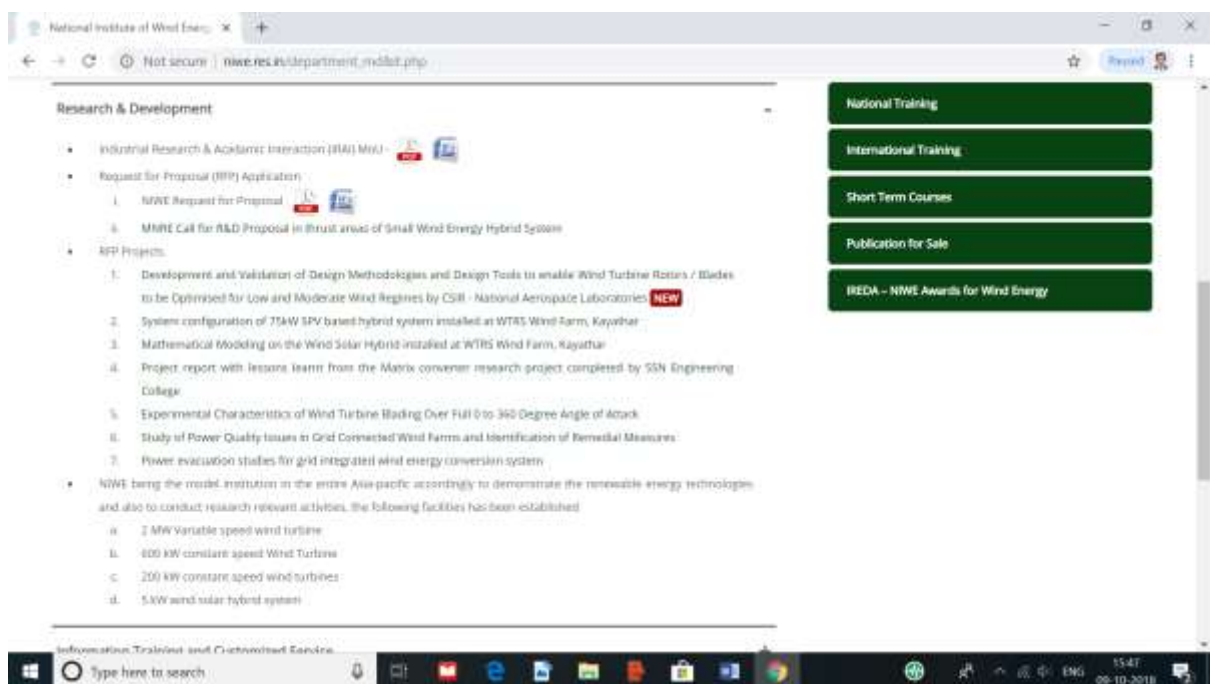 National Institute of Wind Energ
Not secure | niwe.res.in/department_rnddet.php
Research & Development
Industrial Research & Academic Interaction (IRAI) MoU -
Request for Proposal (RFP) Application
i. NIWE Request for Proposal
ii. MNRE Call for R&D Proposal in thrust areas of Small Wind Energy Hybrid System
RFP Projects
1. Development and Validation of Design Methodologies and Design Tools to enable Wind Turbine Rotors / Blades
to be Optimised for Low and Moderate Wind Regimes by CSIR - National Aerospace Laboratories NEW
2. System configuration of 75kW SPV based hybrid system installed at WTRS Wind Farm, Kayathar
3. Mathematical Modeling on the Wind Solar Hybrid installed at WTRS Wind Farm, Kayathar
4. Project report with lessons learnt from the Matrix converter research project completed by SSN Engineering
College
5. Experimental Characteristics of Wind Turbine Blading Over Full 0 to 360 Degree Angle of Attack
6. Study of Power Quality Issues in Grid Connected Wind Farms and Identification of Remedial Measures
7. Power evacuation studies for grid integrated wind energy conversion system
NIWE being the model institution in the entire Asia-pacific accordingly to demonstrate the renewable energy technologies
and also to conduct research relevant activities, the following facilities has been established
a. 2 MW Variable speed wind turbine
b. 600 kW constant speed Wind Turbine
c. 200 kW constant speed wind turbines
d. 5 kW wind solar hybrid system
Information Training and Customized Service
National Training
International Training
Short Term Courses
Publication for Sale
IREDA – NIWE Awards for Wind Energy
Type here to search
ENG
15:47
09-10-2018